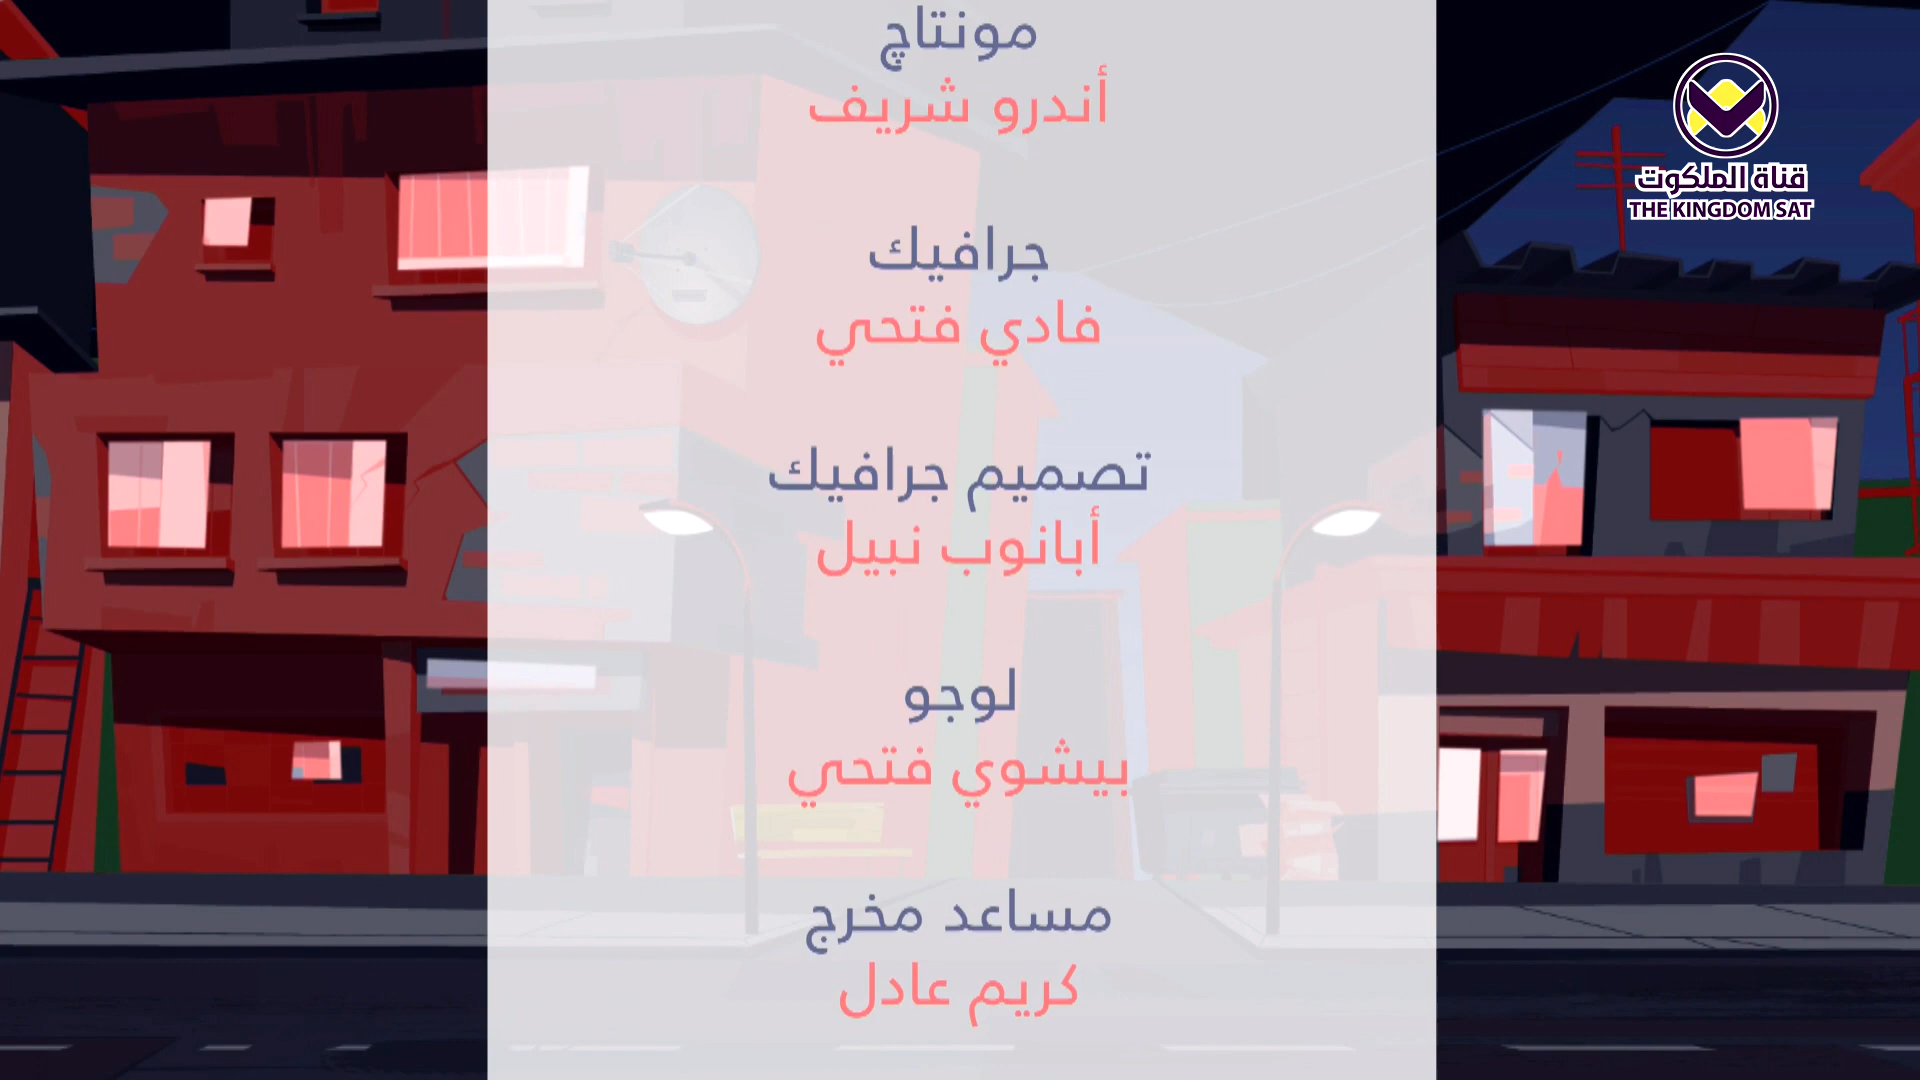 مونتاچ
أندرو شريف
جرافيك
فادي فتحي
تصميم جرافيك
أبانوب نبيل
لوجو
بيشوي فتحي
مساعد مخرج
كريم عادل
قناة الملكوت
THE KINGDOM SAT